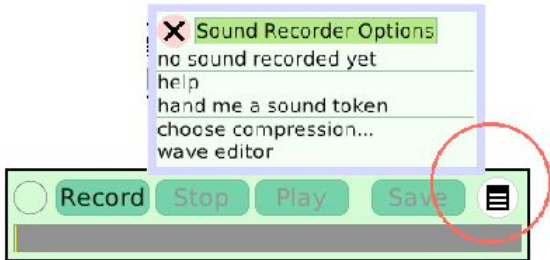 Sound Recorder Options
no sound recorded yet
help
hand me a sound token
choose compression...
wave editor
Record Stop Play Save